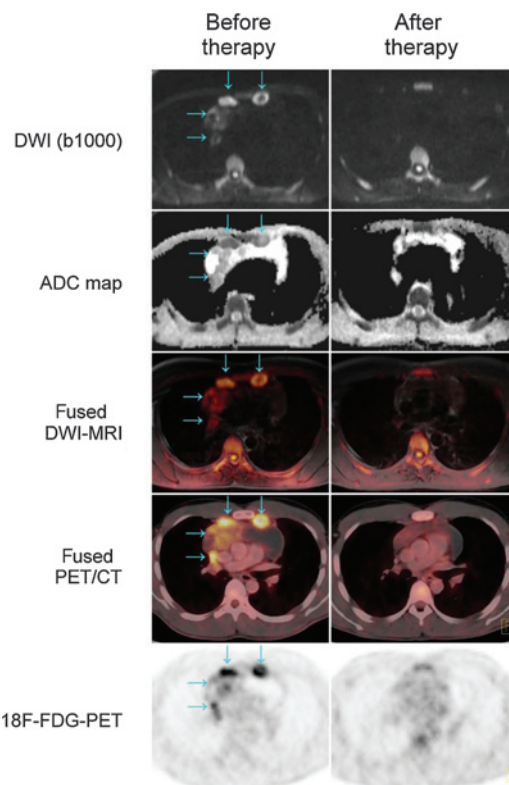 Before
therapy
After
therapy
DWI (b1000)
ADC map
Fused
DWI-MRI
Fused
PET/CT
18F-FDG-PET